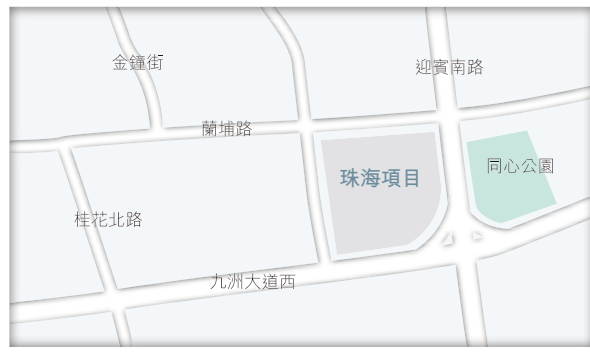 金鐘街
迎賓南路
蘭埔路
同心公園
珠海項目
桂花北路
九洲大道西